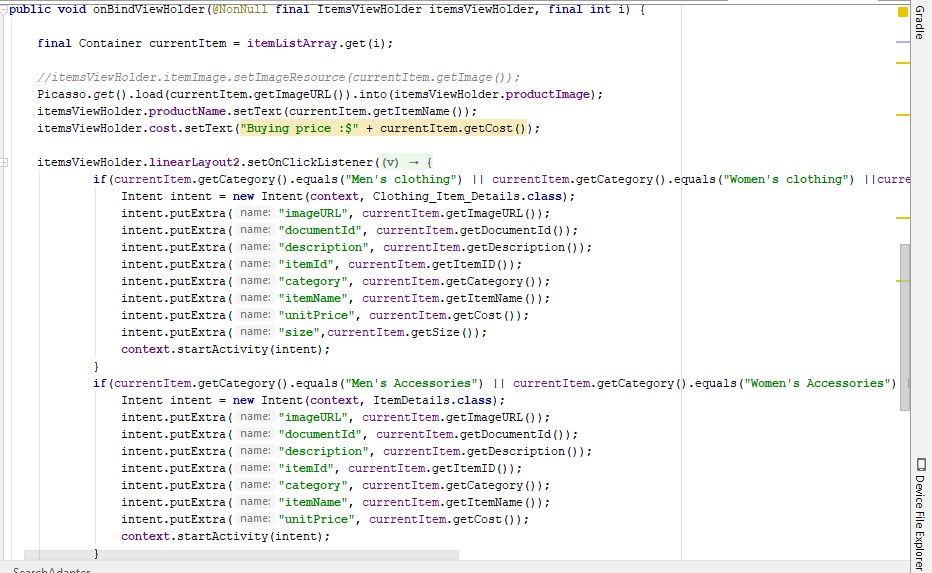 public void onBindViewHolder(@NonNull final ItemsViewHolder itemsViewHolder, final int i) {
final Container currentItem = itemListArray.get(i);
//itemsViewHolder.itemImage.setImageResource(currentItem.getImage());
Picasso.get().load(currentItem.getImageURL()).into(itemsViewHolder.productImage);
itemsViewHolder.productName.setText(currentItem.getItemName());
itemsViewHolder.cost.setText("Buying price :$" + currentItem.getCost());
itemsViewHolder.linearLayout2.setOnClickListener((v) → {
if(currentItem.getCategory().equals("Men's clothing") || currentItem.getCategory().equals("Women's clothing") ||curre
Intent intent = new Intent(context, Clothing_Item_Details.class);
intent.putExtra( name: "imageURL", currentItem.getImageURL());
intent.putExtra( name: "documentId", currentItem.getDocumentId());
intent.putExtra( name: "description", currentItem.getDescription());
intent.putExtra( name: "itemId", currentItem.getItemID());
intent.putExtra( name: "category", currentItem.getCategory());
intent.putExtra( name: "itemName", currentItem.getItemName());
intent.putExtra( name: "unitPrice", currentItem.getCost());
intent.putExtra( name: "size",currentItem.getSize());
context.startActivity(intent);
}
if(currentItem.getCategory().equals("Men's Accessories") || currentItem.getCategory().equals("Women's Accessories")
Intent intent = new Intent(context, ItemDetails.class);
intent.putExtra( name: "imageURL", currentItem.getImageURL());
intent.putExtra( name: "documentId", currentItem.getDocumentId());
intent.putExtra( name: "description", currentItem.getDescription());
intent.putExtra( name: "itemId", currentItem.getItemID());
intent.putExtra( name: "category", currentItem.getCategory());
intent.putExtra( name: "itemName", currentItem.getItemName());
intent.putExtra( name: "unitPrice", currentItem.getCost());
context.startActivity(intent);
}
SearchAdapter
Gradle
Device File Explorer